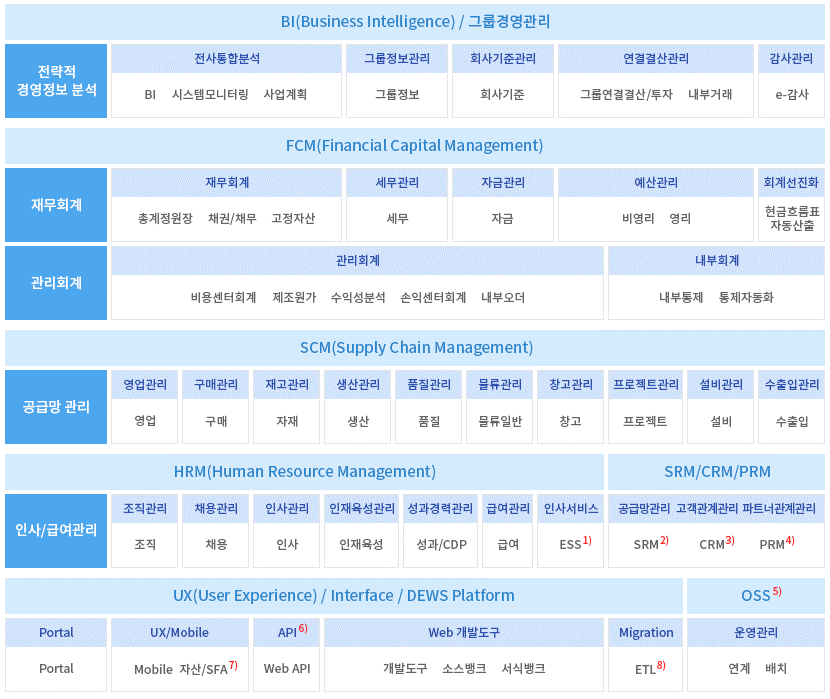 BI(Business Intelligence) / 그룹경영관리
전략적
경영정보 분석
전사통합분석 그룹정보관리 회사기준관리 연결결산관리 감사관리
BI 시스템모니터링 사업계획 그룹정보 회사기준 그룹연결결산/투자 내부거래 e-감사
FCM(Financial Capital Management)
재무회계
재무회계 세무관리 자금관리 예산관리 회계선진화
총계정원장 채권/채무 고정자산 세무 자금 비영리 영리 현금흐름표
자동산출
관리회계
관리회계 내부회계
비용센터회계 제조원가 수익성분석 손익센터회계 내부오더 내부통제 통제자동화
SCM(Supply Chain Management)
공급망 관리
영업관리 구매관리 재고관리 생산관리 품질관리 물류관리 창고관리 프로젝트관리 설비관리 수출입관리
영업 구매 자재 생산 품질 물류일반 창고 프로젝트 설비 수출입
HRM(Human Resource Management) SRM/CRM/PRM
인사/급여관리
조직관리 채용관리 인사관리 인재육성관리 성과경력관리 급여관리 인사서비스 공급망관리 고객관계관리 파트너관계관리
조직 채용 인사 인재육성 성과/CDP 급여 ESS1) SRM2) CRM3) PRM4)
UX(User Experience) / Interface / DEWS Platform OSS5)
Portal UX/Mobile API6) Web 개발도구 Migration 운영관리
Portal Mobile 자산/SFA7) Web API 개발도구 소스뱅크 서식뱅크 ETL8) 연계 배치